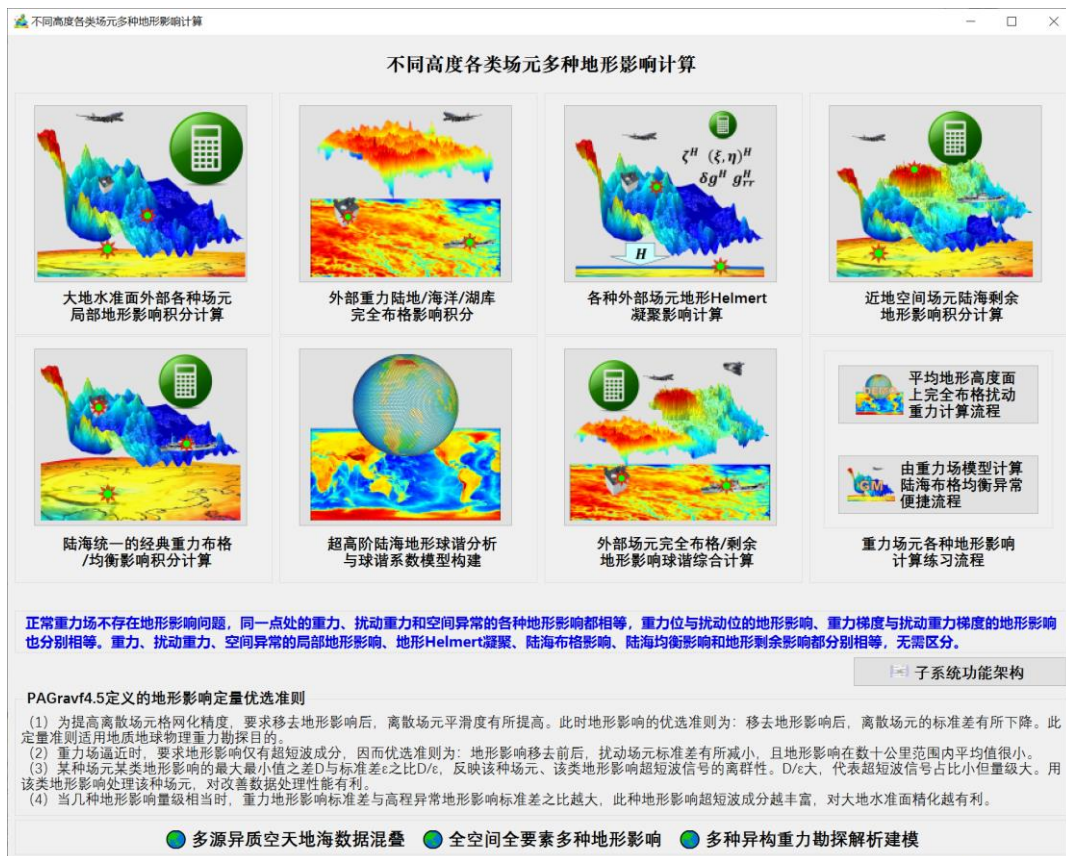 不同高度各类场元多种地形影响计算
不同高度各类场元多种地形影响计算
ζᴴ (ξ,η)ᴴ
δgᴴ gᴴᵣᵣ
H
大地水准面外部各种场元
局部地形影响积分计算
外部重力陆地/海洋/湖库
完全布格影响积分
各种外部场元地形Helmert
凝聚影响计算
近地空间场元陆海剩余
地形影响积分计算
平均地形高度面
上完全布格扰动
重力计算流程
GM
由重力场模型计算
陆海布格均衡异常
便捷流程
陆海统一的经典重力布格
/均衡影响积分计算
超高阶陆海地形球谐分析
与球谐系数模型构建
外部场元完全布格/剩余
地形影响球谐综合计算
重力场元各种地形影响
计算练习流程
正常重力场不存在地形影响问题，同一点处的重力、扰动重力和空间异常的各种地形影响都相等，重力位与扰动位的地形影响、重力梯度与扰动重力梯度的地形影响
也分别相等。重力、扰动重力、空间异常的局部地形影响、地形Helmert凝聚、陆海布格影响、陆海均衡影响和地形剩余影响都分别相等，无需区分。
子系统功能架构
PAGravf4.5定义的地形影响定量优选准则
（1）为提高离散场元格网化精度，要求移去地形影响后，离散场元平滑度有所提高。此时地形影响的优选准则为：移去地形影响后，离散场元的标准差有所下降。此
定量准则适用地质地球物理重力勘探目的。
（2）重力场逼近时，要求地形影响仅有超短波成分，因而优选准则为：地形影响移去前后，扰动场元标准差有所减小，且地形影响在数十公里范围内平均值很小。
（3）某种场元某类地形影响的最大最小值之差D与标准差ε之比D/ε，反映该种场元、该类地形影响超短波信号的离群性。D/ε大，代表超短波信号占比小但量级大。用
该类地形影响处理该种场元，对改善数据处理性能有利。
（4）当几种地形影响量级相当时，重力地形影响标准差与高程异常地形影响标准差之比越大，此种地形影响超短波成分越丰富，对大地水准面精化越有利。
多源异质空天地海数据混叠 全空间全要素多种地形影响 多种异构重力勘探解析建模